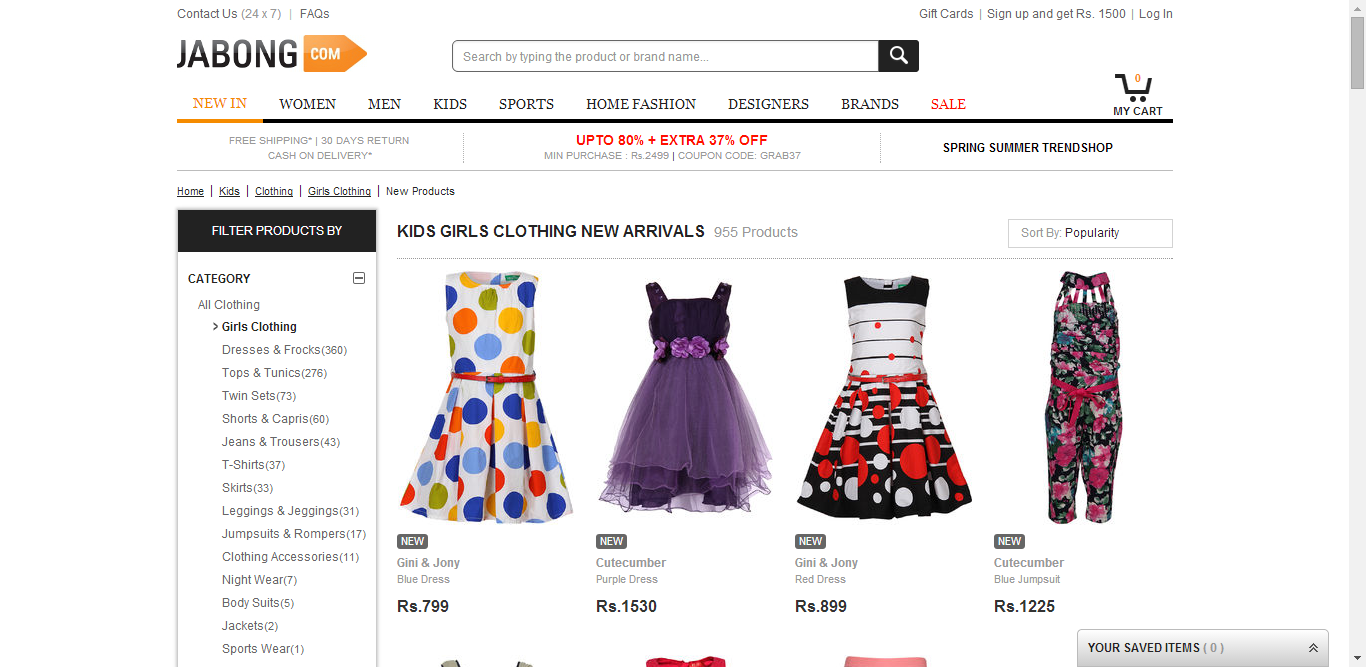 Contact Us (24 x 7) | FAQs
Gift Cards | Sign up and get Rs. 1500 | Log In
JABONG COM
Search by typing the product or brand name...
0
MY CART
NEW IN WOMEN MEN KIDS SPORTS HOME FASHION DESIGNERS BRANDS SALE
FREE SHIPPING* | 30 DAYS RETURN
CASH ON DELIVERY*
UPTO 80% + EXTRA 37% OFF
MIN PURCHASE : Rs.2499 | COUPON CODE: GRAB37
SPRING SUMMER TRENDSHOP
Home | Kids | Clothing | Girls Clothing | New Products
FILTER PRODUCTS BY
CATEGORY
All Clothing
> Girls Clothing
Dresses & Frocks(360)
Tops & Tunics(276)
Twin Sets(73)
Shorts & Capris(60)
Jeans & Trousers(43)
T-Shirts(37)
Skirts(33)
Leggings & Jeggings(31)
Jumpsuits & Rompers(17)
Clothing Accessories(11)
Night Wear(7)
Body Suits(5)
Jackets(2)
Sports Wear(1)
KIDS GIRLS CLOTHING NEW ARRIVALS 955 Products
Sort By: Popularity
NEW
Gini & Jony
Blue Dress
Rs.799
NEW
Cutecumber
Purple Dress
Rs.1530
NEW
Gini & Jony
Red Dress
Rs.899
NEW
Cutecumber
Blue Jumpsuit
Rs.1225
YOUR SAVED ITEMS ( 0 )